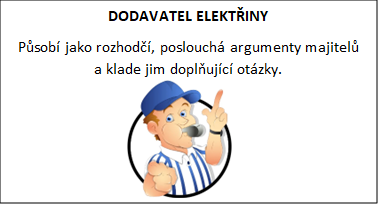 DODAVATEL ELEKTŘINY
Působí jako rozhodčí, poslouchá argumenty majitelů
a klade jim doplňující otázky.